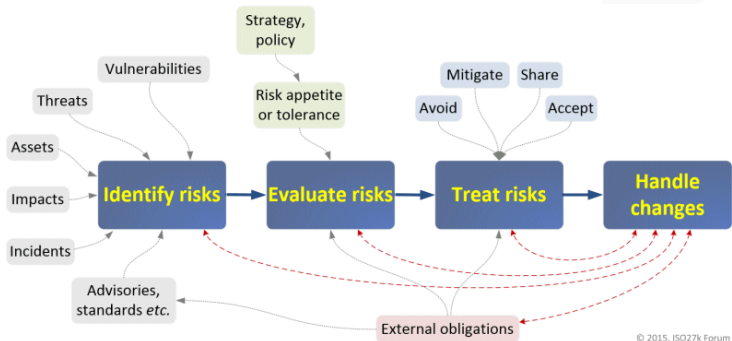 Strategy,
policy
Vulnerabilities
Mitigate
Share
Threats
Risk appetite
or tolerance
Avoid
Accept
Assets
Impacts
Identify risks
Evaluate risks
Treat risks
Handle
changes
Incidents
Advisories,
standards etc.
External obligations
© 2015, ISO27k Forum